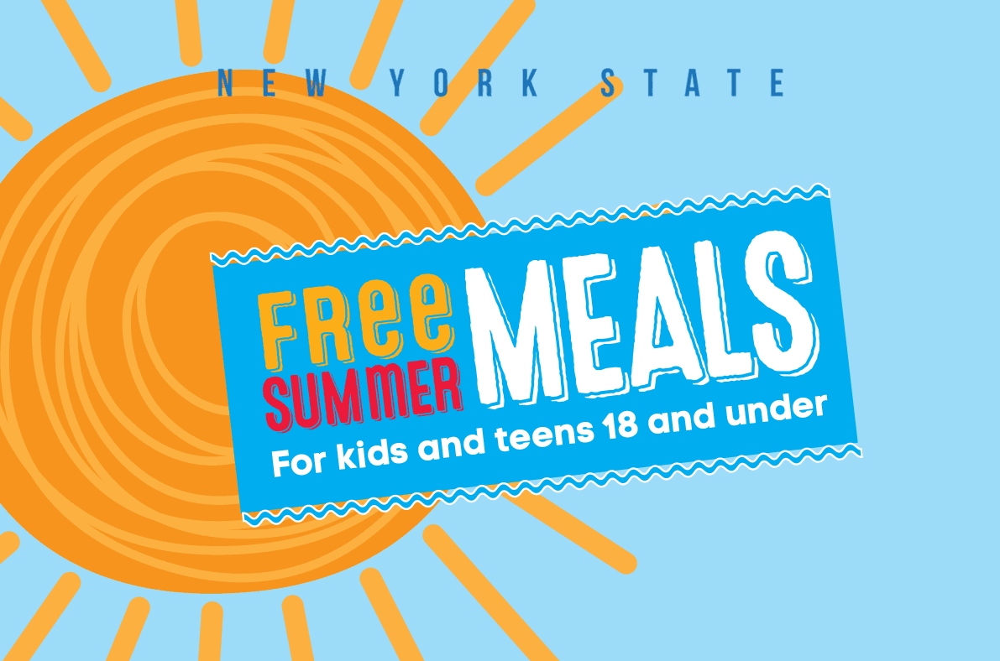 NEW YORK STATE
FREE MEALS
SUMMER
For kids and teens 18 and under